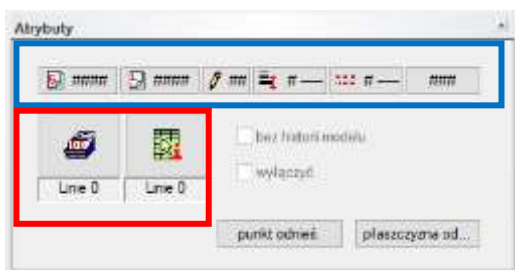 Atrybuty
#### #### ## # — # — ###
bez historii modelu
wyłączyć
Linie 0 Linie 0
punkt odnieś. płaszczyzna od...